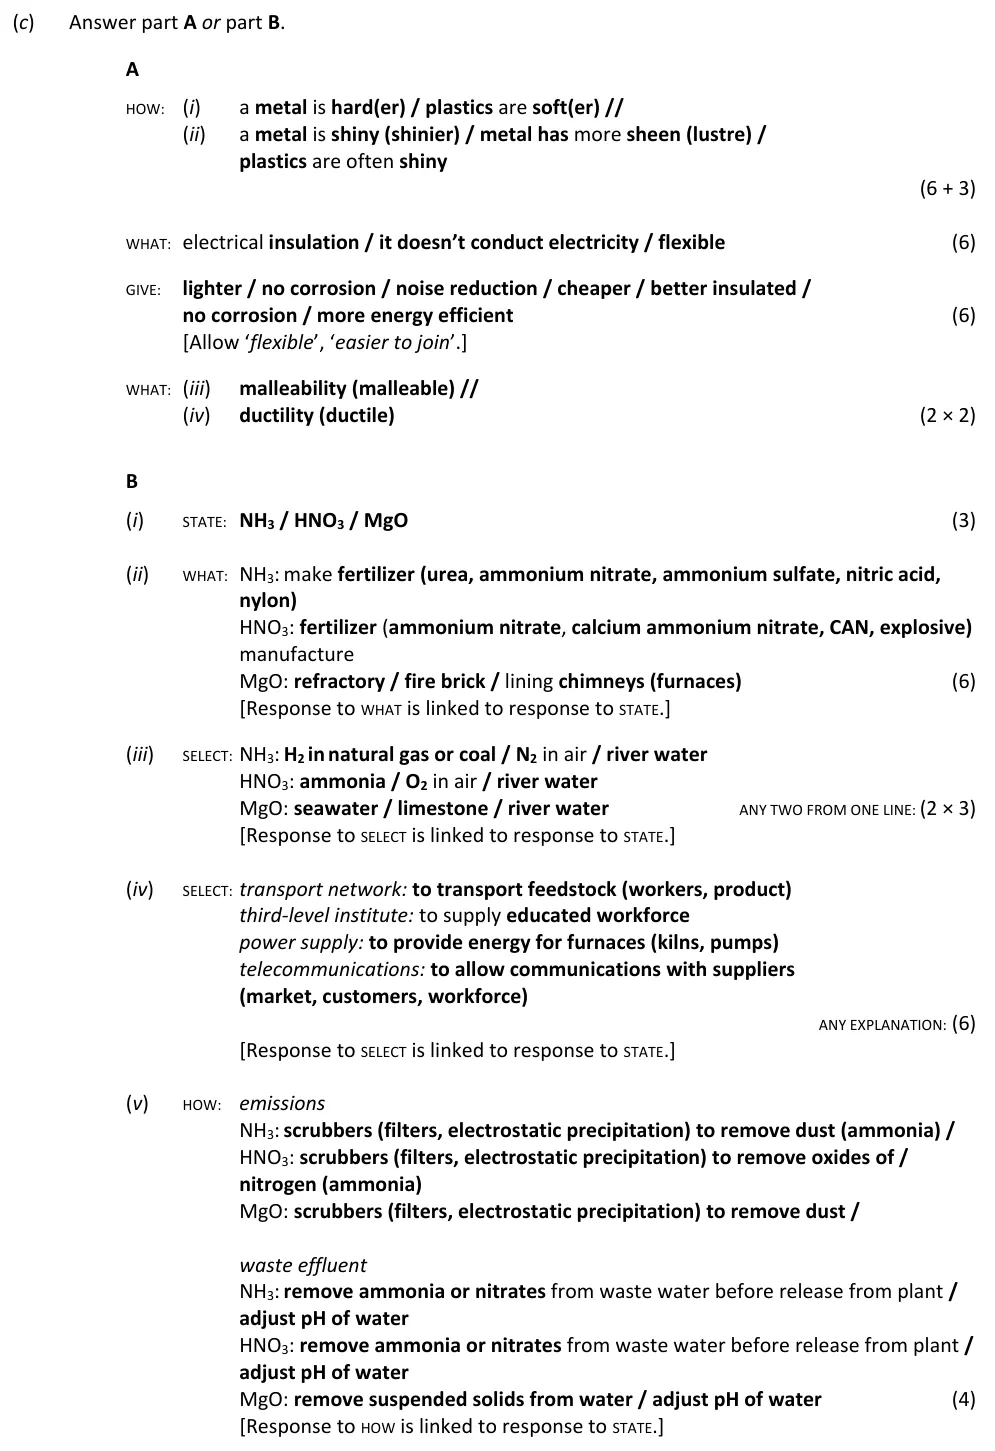 (c) Answer part A or part B.
A
HOW: (i) a metal is hard(er) / plastics are soft(er) //
(ii) a metal is shiny (shinier) / metal has more sheen (lustre) /
plastics are often shiny
(6 + 3)
WHAT: electrical insulation / it doesn’t conduct electricity / flexible (6)
GIVE: lighter / no corrosion / noise reduction / cheaper / better insulated /
no corrosion / more energy efficient (6)
[Allow ‘flexible’, ‘easier to join’.]
WHAT: (iii) malleability (malleable) //
(iv) ductility (ductile) (2 × 2)
B
(i) STATE: NH₃ / HNO₃ / MgO (3)
(ii) WHAT: NH₃: make fertilizer (urea, ammonium nitrate, ammonium sulfate, nitric acid,
nylon)
HNO₃: fertilizer (ammonium nitrate, calcium ammonium nitrate, CAN, explosive)
manufacture
MgO: refractory / fire brick / lining chimneys (furnaces) (6)
[Response to WHAT is linked to response to STATE.]
(iii) SELECT: NH₃: H₂ in natural gas or coal / N₂ in air / river water
HNO₃: ammonia / O₂ in air / river water
MgO: seawater / limestone / river water ANY TWO FROM ONE LINE: (2 × 3)
[Response to SELECT is linked to response to STATE.]
(iv) SELECT: transport network: to transport feedstock (workers, product)
third-level institute: to supply educated workforce
power supply: to provide energy for furnaces (kilns, pumps)
telecommunications: to allow communications with suppliers
(market, customers, workforce)
ANY EXPLANATION: (6)
[Response to SELECT is linked to response to STATE.]
(v) HOW: emissions
NH₃: scrubbers (filters, electrostatic precipitation) to remove dust (ammonia) /
HNO₃: scrubbers (filters, electrostatic precipitation) to remove oxides of /
nitrogen (ammonia)
MgO: scrubbers (filters, electrostatic precipitation) to remove dust /
waste effluent
NH₃: remove ammonia or nitrates from waste water before release from plant /
adjust pH of water
HNO₃: remove ammonia or nitrates from waste water before release from plant /
adjust pH of water
MgO: remove suspended solids from water / adjust pH of water (4)
[Response to HOW is linked to response to STATE.]